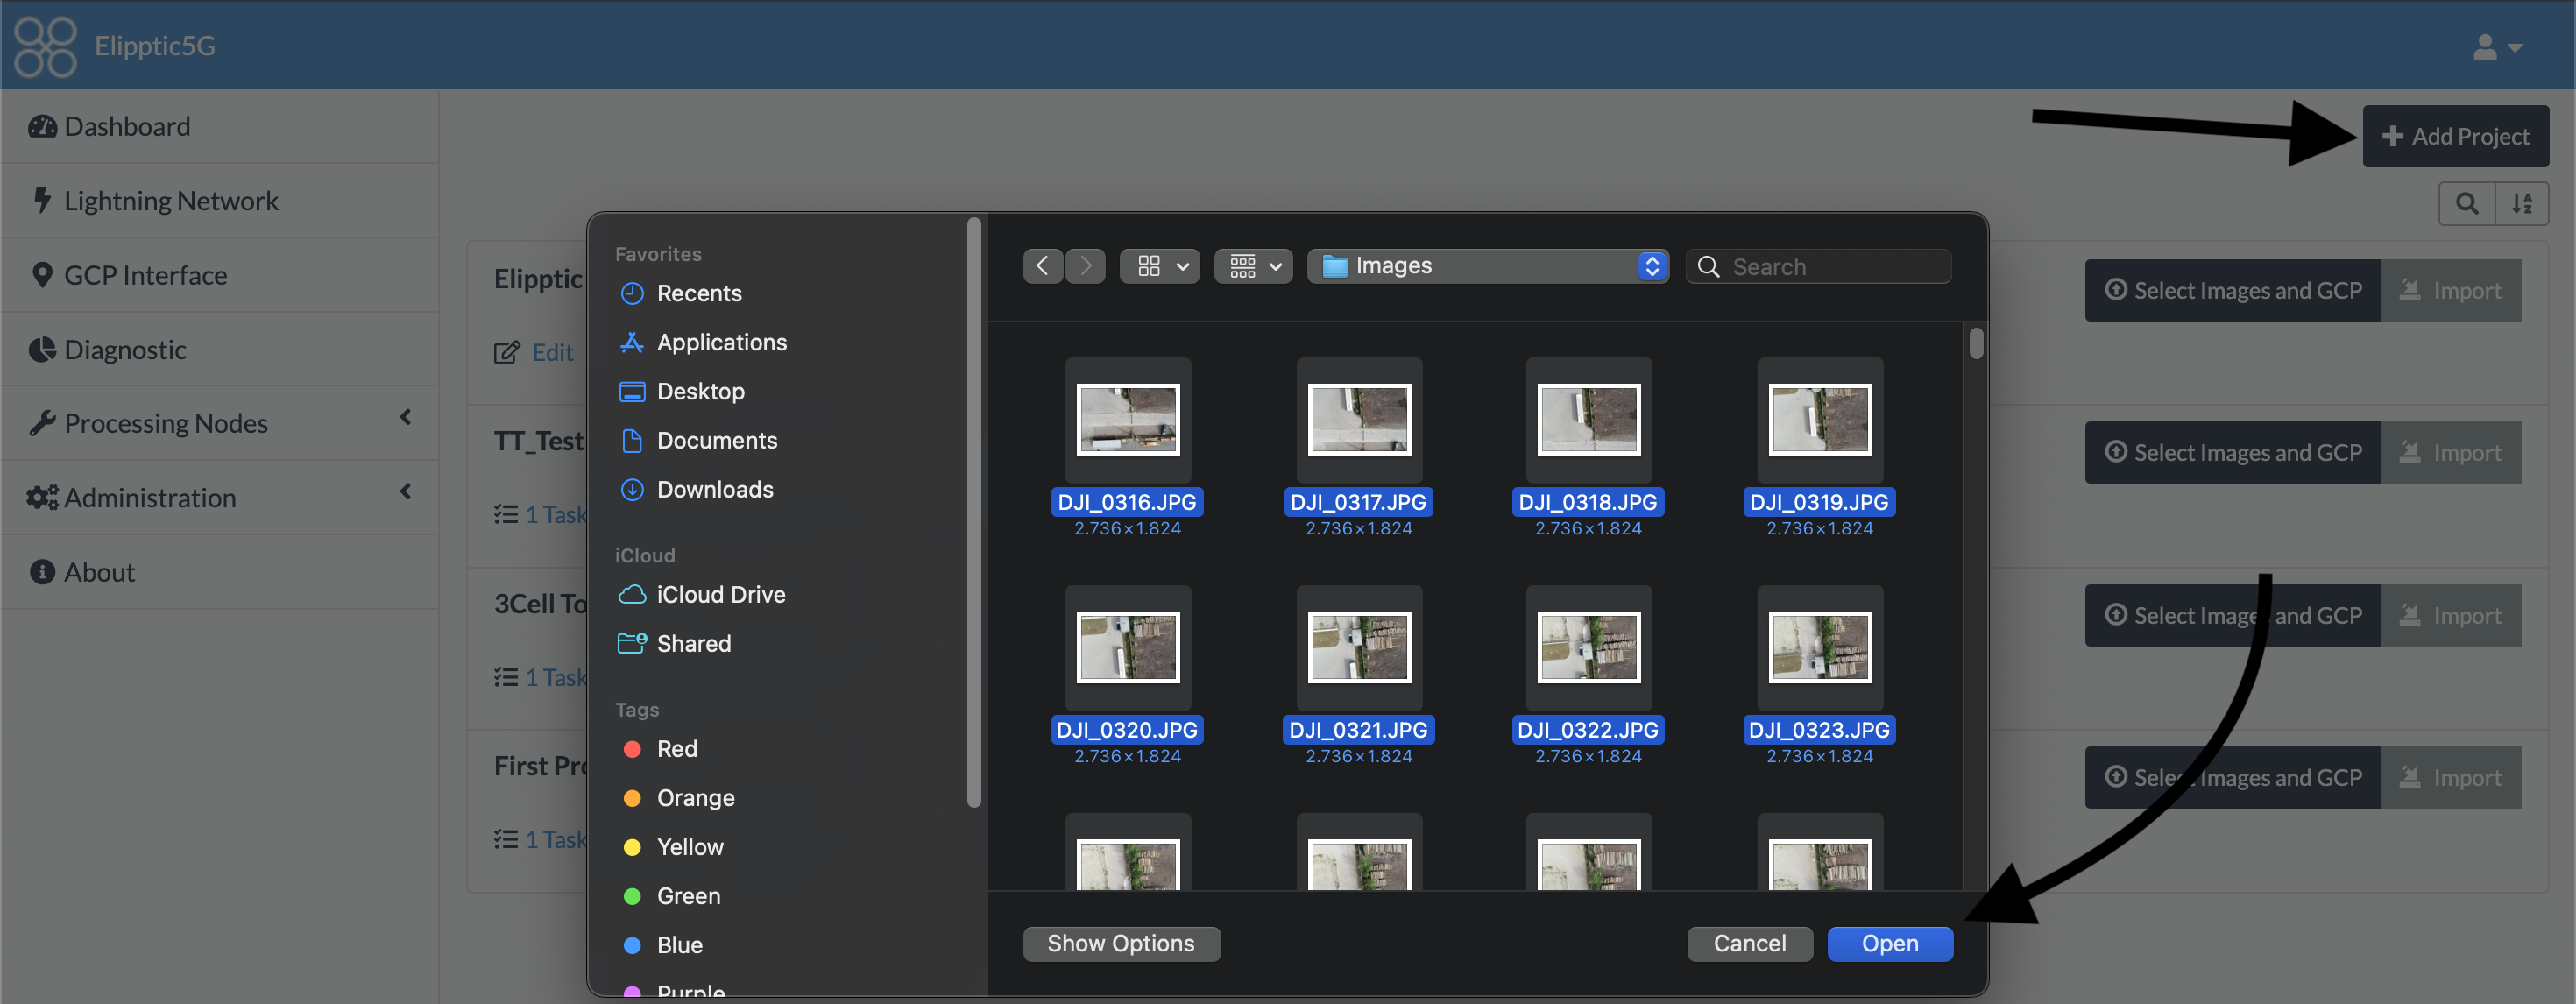 Elipptic5G
Dashboard
Lightning Network
GCP Interface
Diagnostic
Processing Nodes
Administration
About
Add Project
Elipptic
Edit
Select Images and GCP
Import
TT_Test
1 Task
Select Images and GCP
Import
3Cell To
1 Task
Select Images and GCP
Import
First Pro
1 Task
Select Images and GCP
Import
Favorites
Recents
Applications
Desktop
Documents
Downloads
iCloud
iCloud Drive
Shared
Tags
Red
Orange
Yellow
Green
Blue
Purple
Images
Search
DJI_0316.JPG DJI_0317.JPG DJI_0318.JPG DJI_0319.JPG
2.736×1.824 2.736×1.824 2.736×1.824 2.736×1.824
DJI_0320.JPG DJI_0321.JPG DJI_0322.JPG DJI_0323.JPG
2.736×1.824 2.736×1.824 2.736×1.824 2.736×1.824
Show Options
Cancel
Open